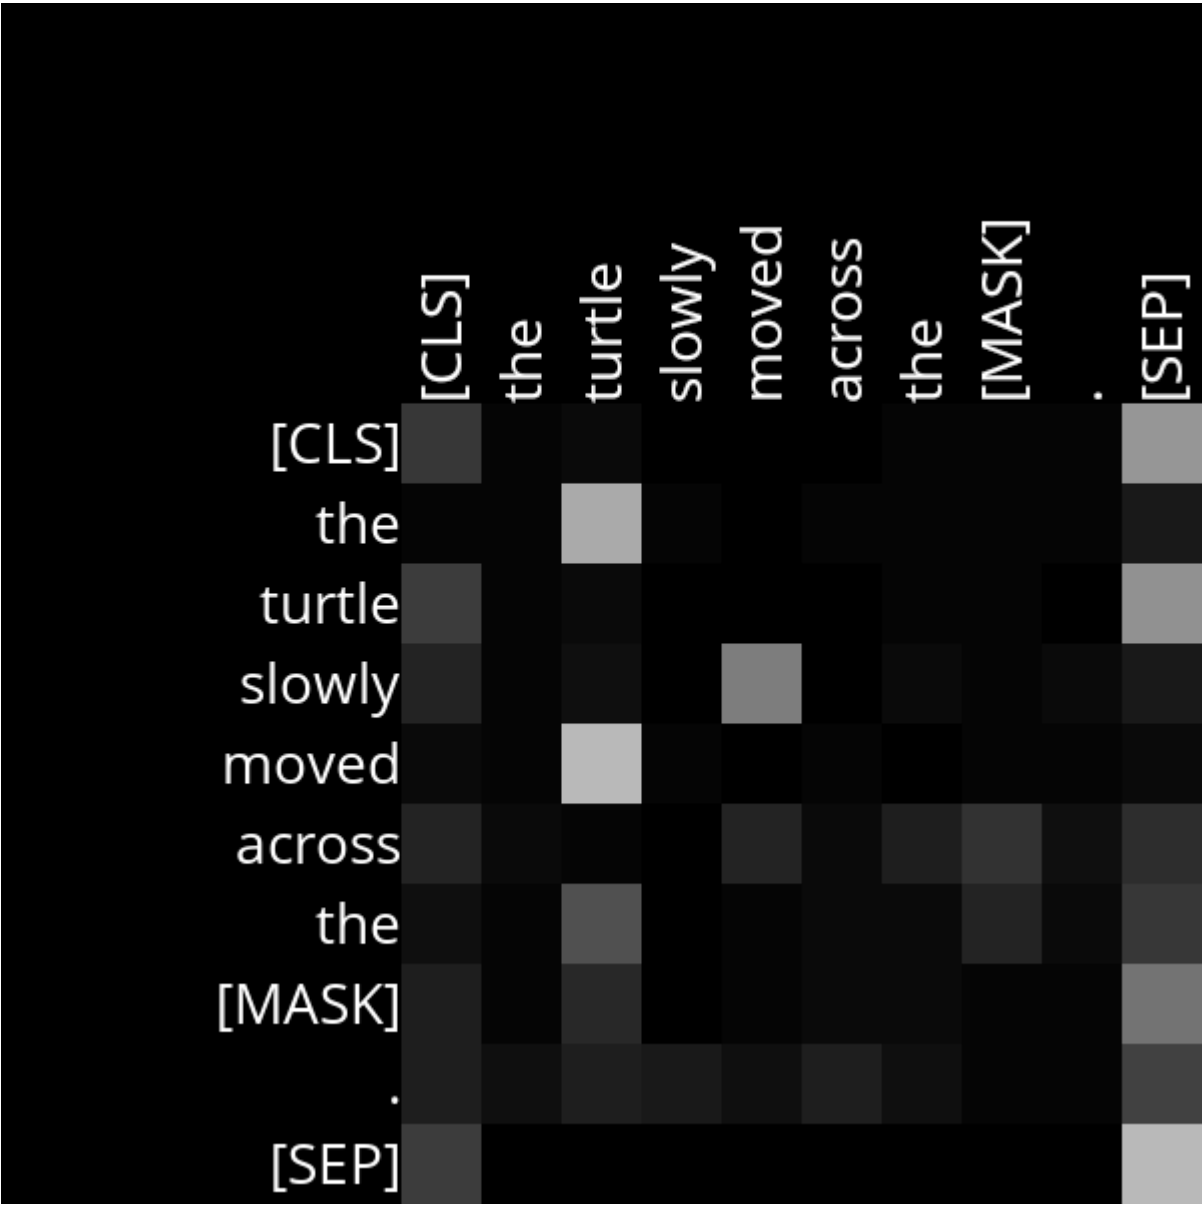 [CLS]
the
turtle
slowly
moved
across
the
[MASK]
.
[SEP]
[CLS]
the
turtle
slowly
moved
across
the
[MASK]
.
[SEP]